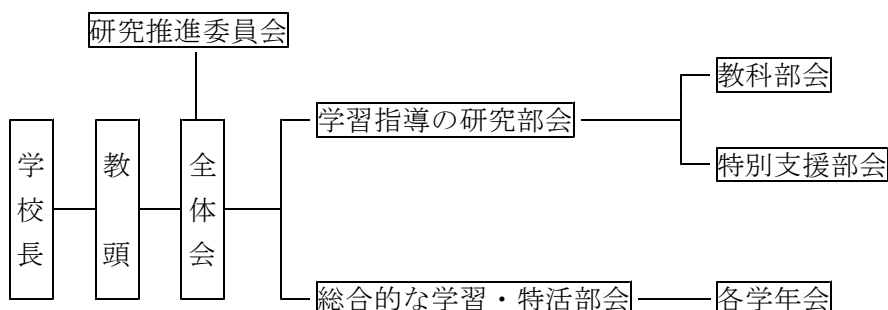 研究推進委員会
学校長
教頭
全体会
学習指導の研究部会
教科部会
特別支援部会
総合的な学習・特活部会
各学年会